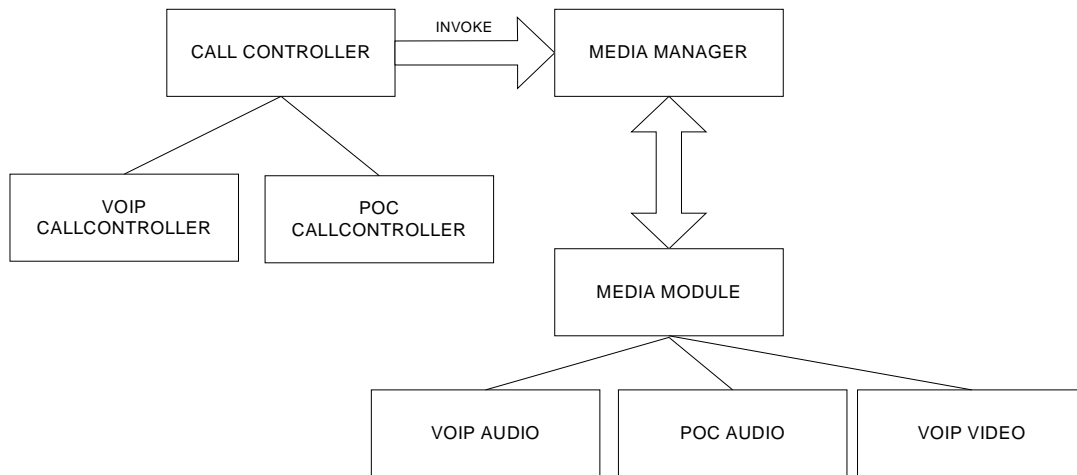 CALL CONTROLLER
INVOKE
MEDIA MANAGER
VOIP
CALLCONTROLLER
POC
CALLCONTROLLER
MEDIA MODULE
VOIP AUDIO
POC AUDIO
VOIP VIDEO